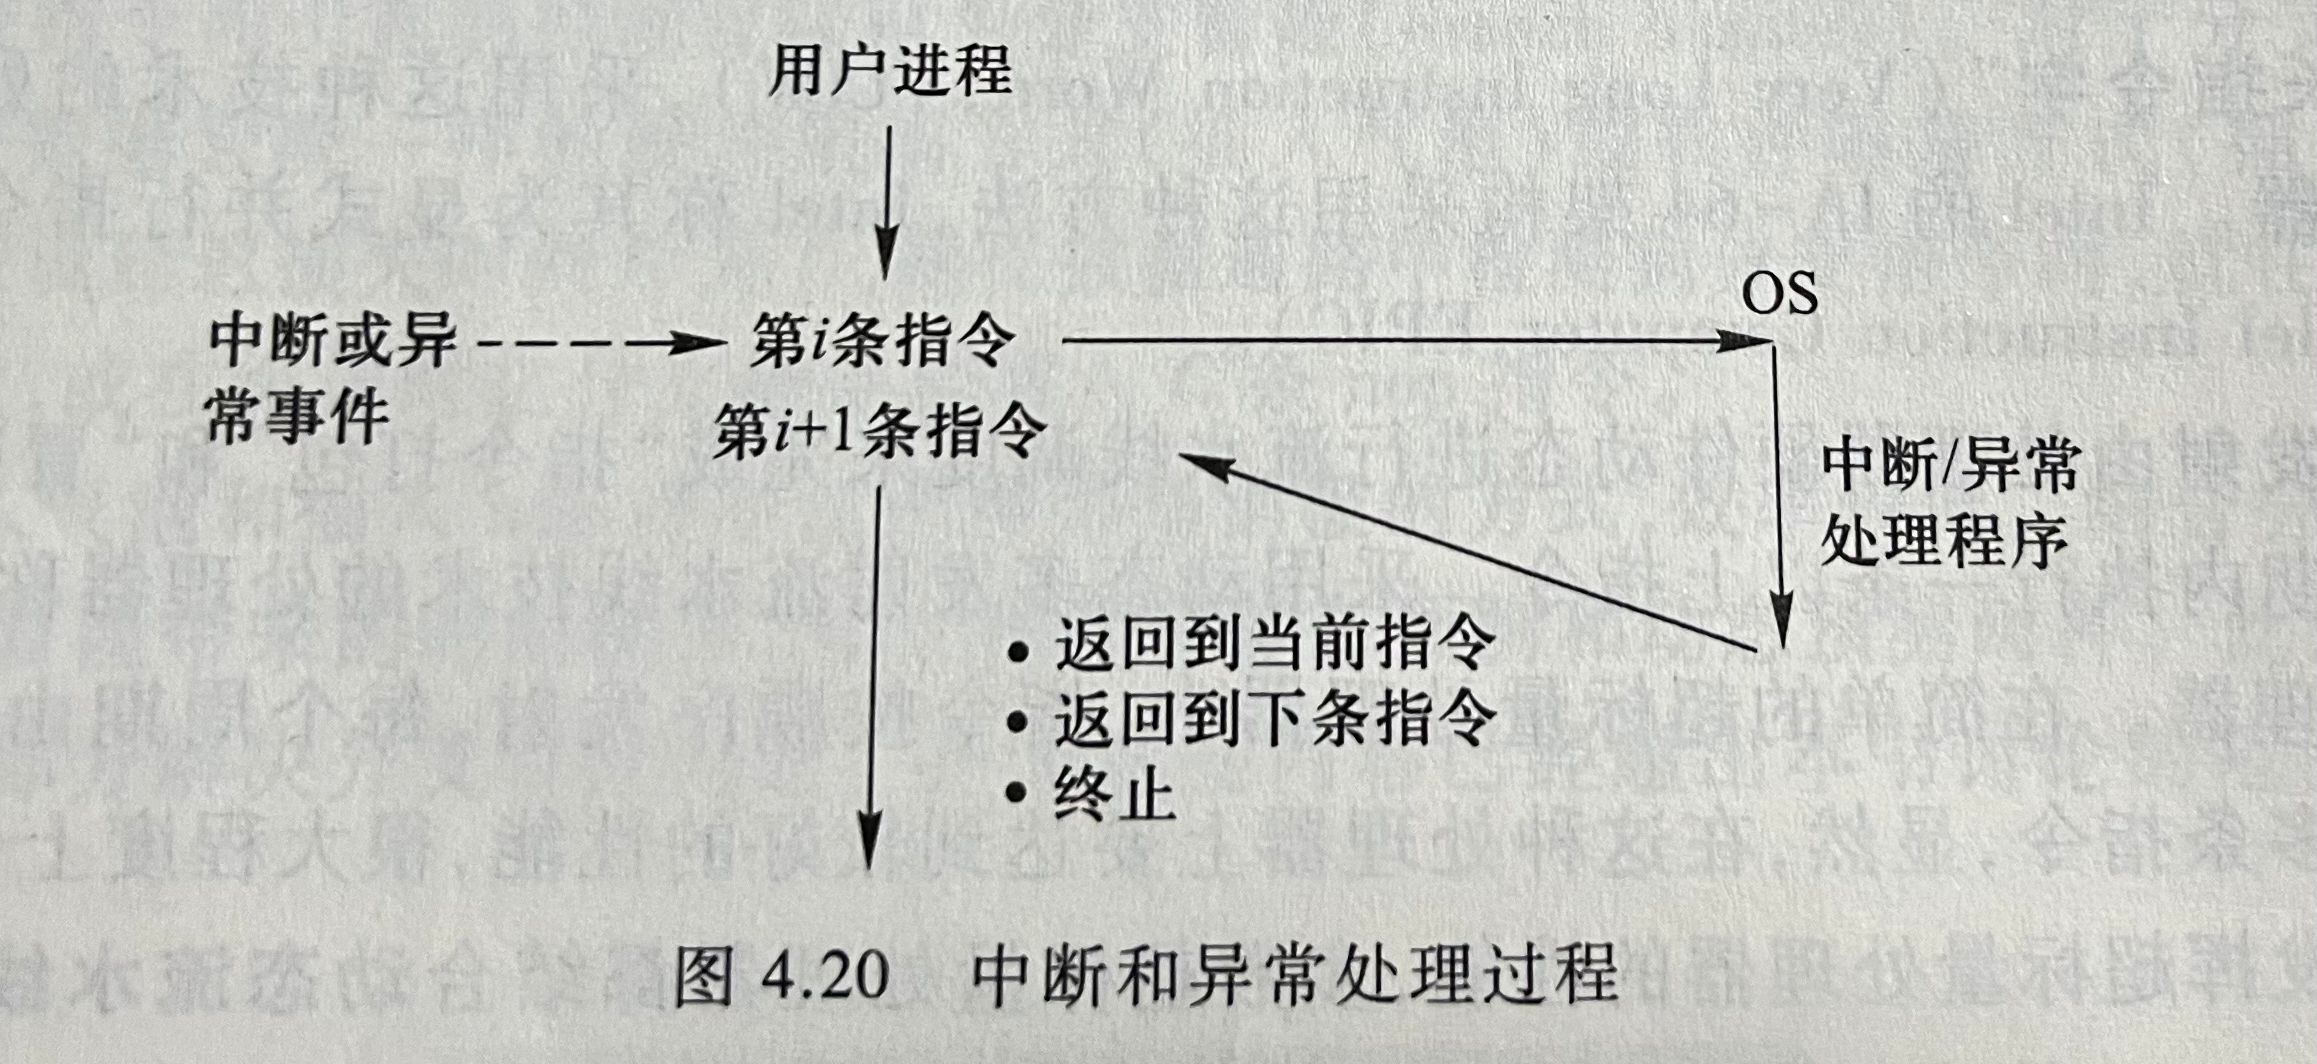 用户进程
OS
中断或异
常事件
第i条指令
第i+1条指令
中断/异常
处理程序
• 返回到当前指令
• 返回到下条指令
• 终止
图 4.20 中断和异常处理过程